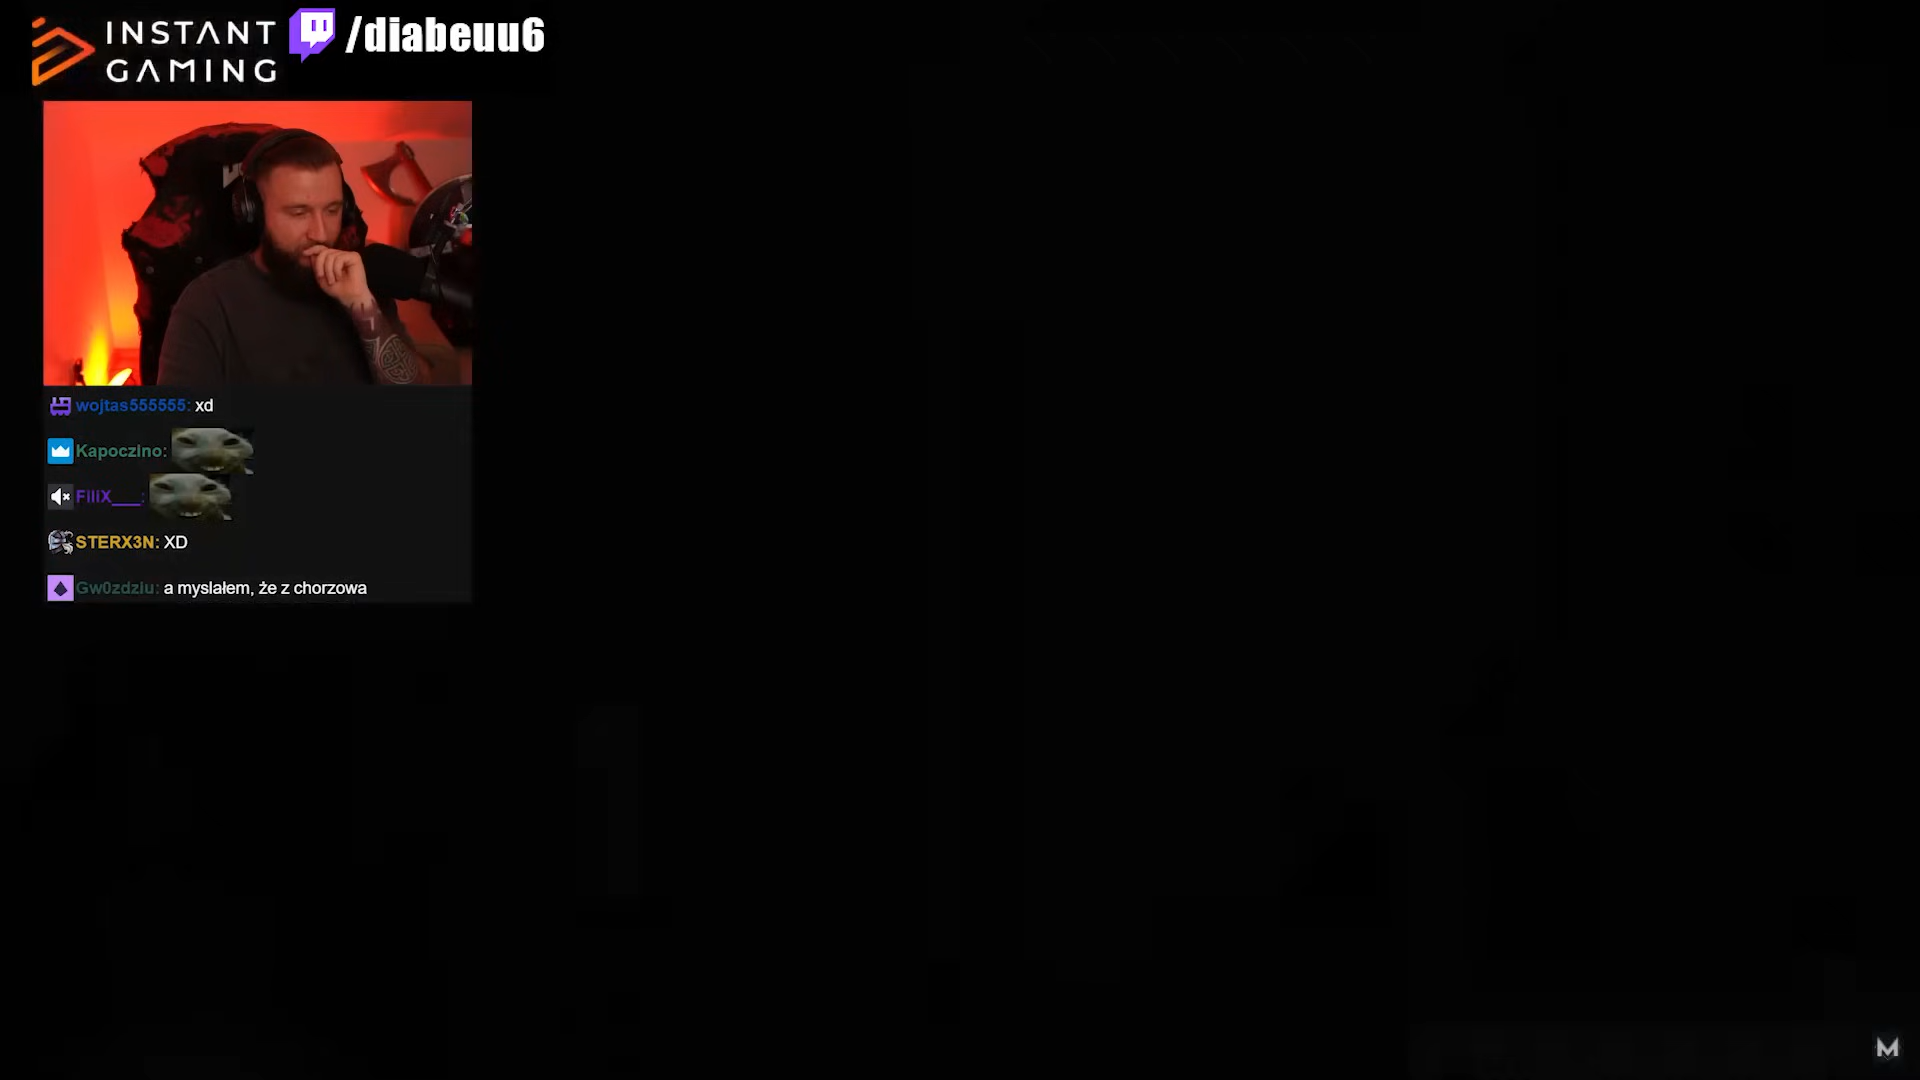 INSTANT
GAMING
/diabeuu6
wojtas555555: xd
Kapoczino:
FiliX___:
STERX3N: XD
Gw0zdziu: a myslałem, że z chorzowa